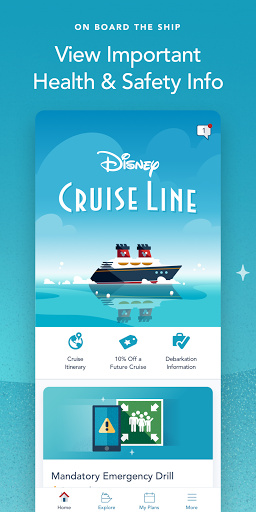 ON BOARD THE SHIP
View Important
Health & Safety Info
1
Disney
CRUISE LINE
Cruise
Itinerary
10% Off a
Future Cruise
Debarkation
Information
Mandatory Emergency Drill
Home
Explore
My Plans
More